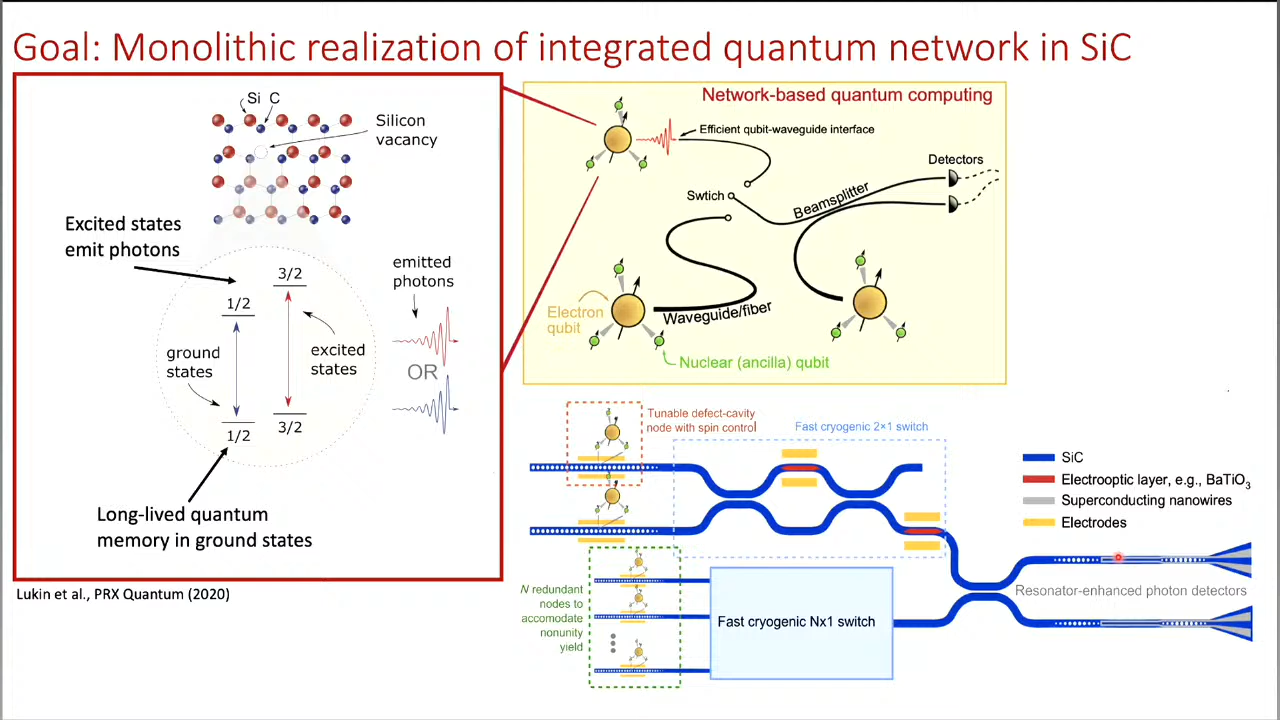 Goal: Monolithic realization of integrated quantum network in SiC
Si C
Silicon
vacancy
Excited states
emit photons
3/2
1/2
ground
states
excited
states
1/2
3/2
emitted
photons
OR
Long-lived quantum
memory in ground states
Lukin et al., PRX Quantum (2020)
Network-based quantum computing
Efficient qubit-waveguide interface
Detectors
Swtich
Beamsplitter
Electron
qubit
Waveguide/fiber
Nuclear (ancilla) qubit
Tunable defect-cavity
node with spin control
Fast cryogenic 2×1 switch
SiC
Electrooptic layer, e.g., BaTiO₃
Superconducting nanowires
Electrodes
Resonator-enhanced photon detectors
N redundant
nodes to
accomodate
nonunity
yield
Fast cryogenic Nx1 switch